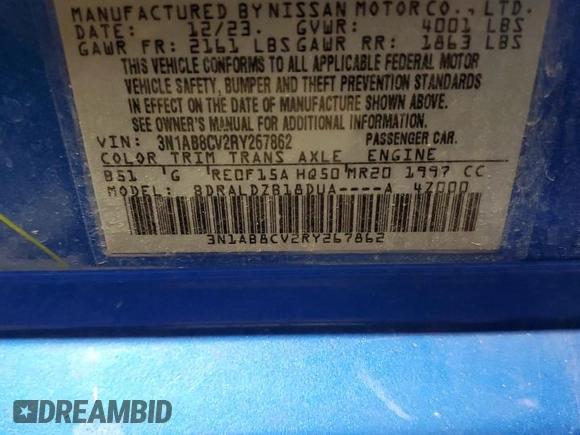 MANUFACTURED BY NISSAN MOTOR CO., LTD.
DATE: 12/23. GVWR: 4001 LBS
GAWR FR: 2161 LBS GAWR RR: 1863 LBS
THIS VEHICLE CONFORMS TO ALL APPLICABLE FEDERAL MOTOR
VEHICLE SAFETY, BUMPER AND THEFT PREVENTION STANDARDS
IN EFFECT ON THE DATE OF MANUFACTURE SHOWN ABOVE.
SEE OWNER'S MANUAL FOR ADDITIONAL INFORMATION.
VIN: 3N1AB8CV2RY267862 PASSENGER CAR.
COLOR TRIM TRANS AXLE ENGINE
B51 G RE0F15A HQ50 MR20 1997 CC
MODEL: BDRALDZB18DUA----A 4Z000
3N1AB8CV2RY267862
DREAMBID